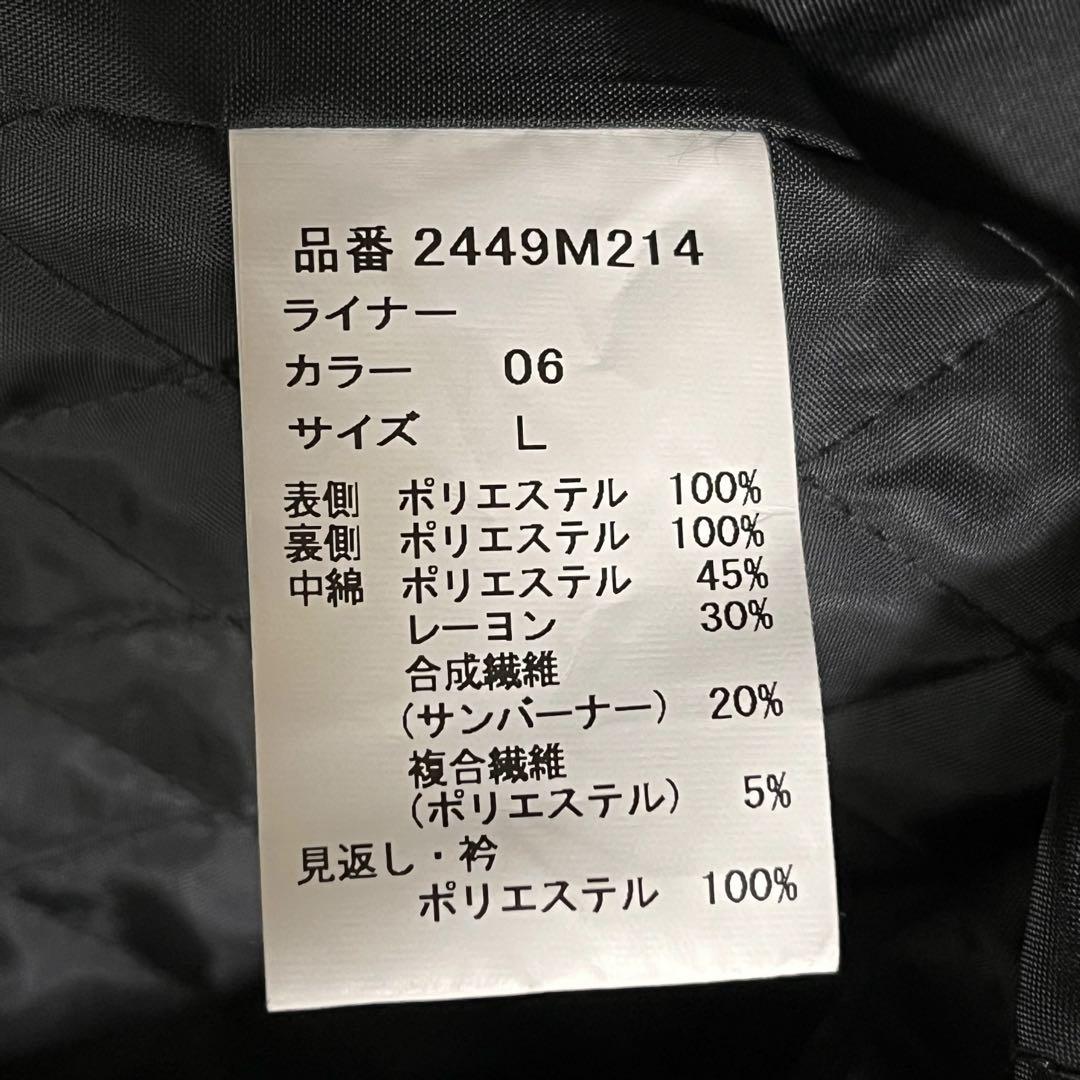 品番 2449M214
ライナー
カラー 06
サイズ L
表側 ポリエステル 100%
裏側 ポリエステル 100%
中綿 ポリエステル 45%
レーヨン 30%
合成繊維
(サンバーナー) 20%
複合繊維
(ポリエステル) 5%
見返し・衿
ポリエステル 100%